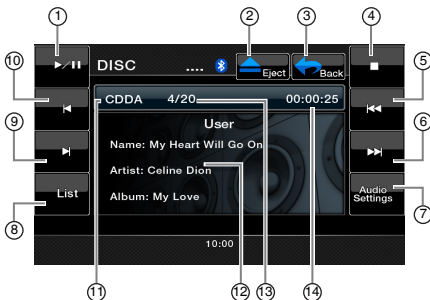 ① ② ③ ④
DISC .... Eject Back
⑩ ⑤
CDDA 4/20 00:00:25
User
⑨ Name: My Heart Will Go On ⑥
Artist: Celine Dion
List Album: My Love Audio Settings
⑧ ⑦
10:00
⑪ ⑫ ⑬ ⑭